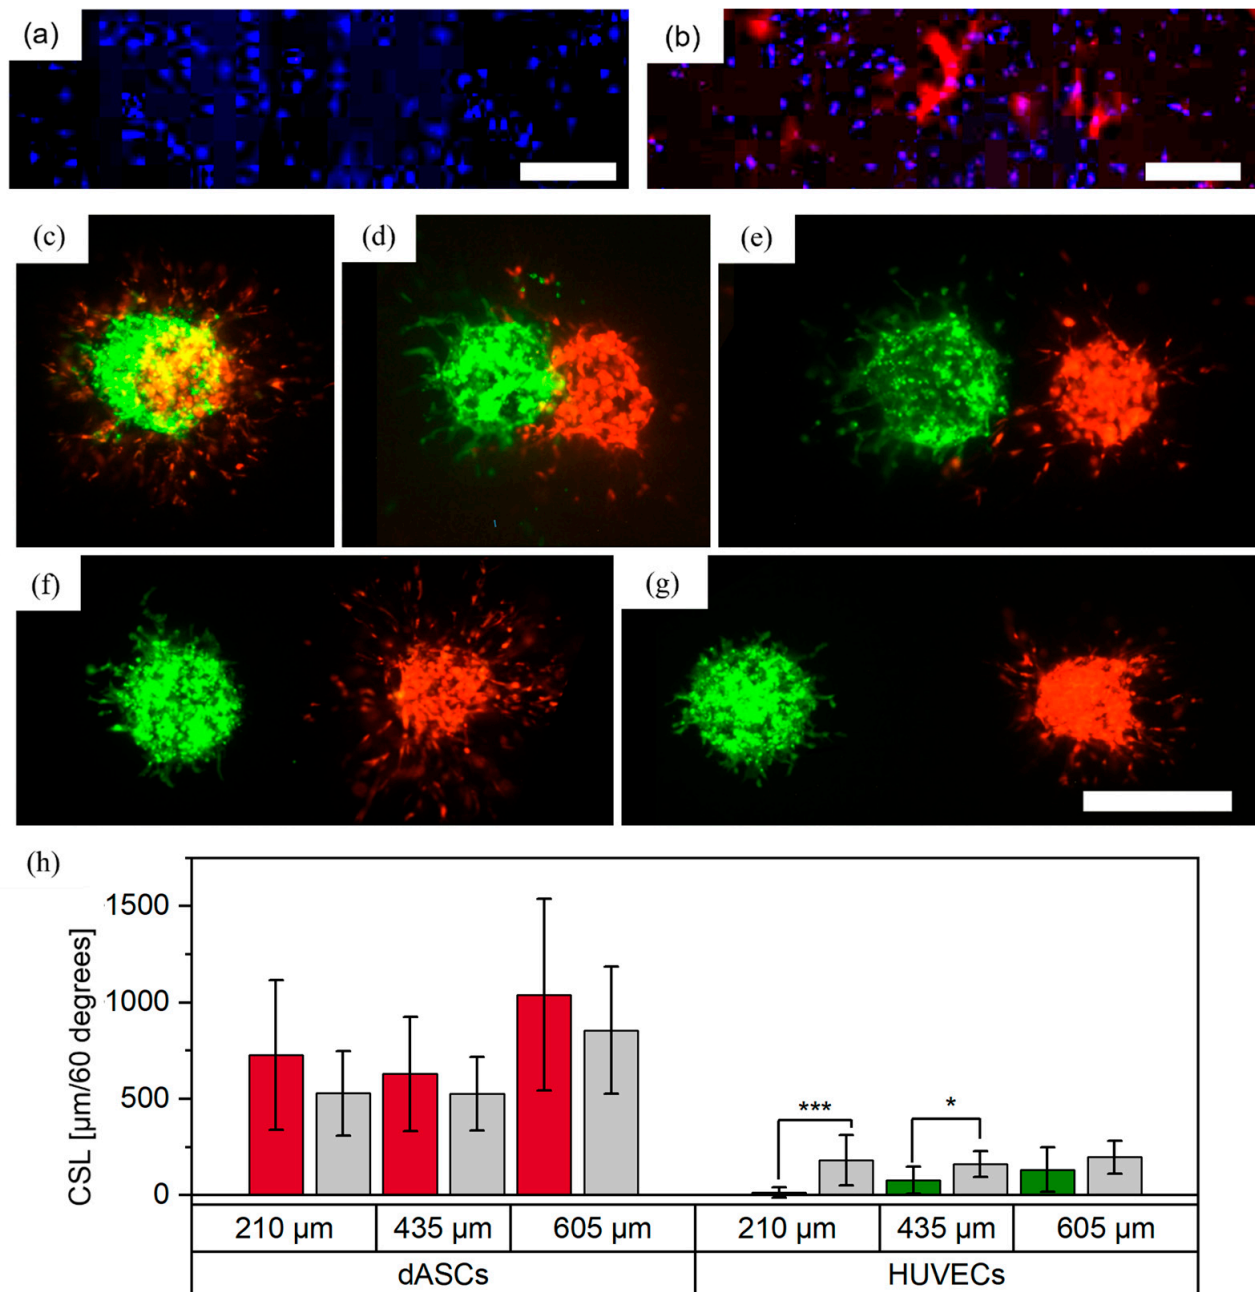 (a)
(b)
(c)
(d)
(e)
(f)
(g)
(h)
CSL [µm/60 degrees]
1500
1000
500
0
***
*
210 µm
435 µm
605 µm
210 µm
435 µm
605 µm
dASCs
HUVECs